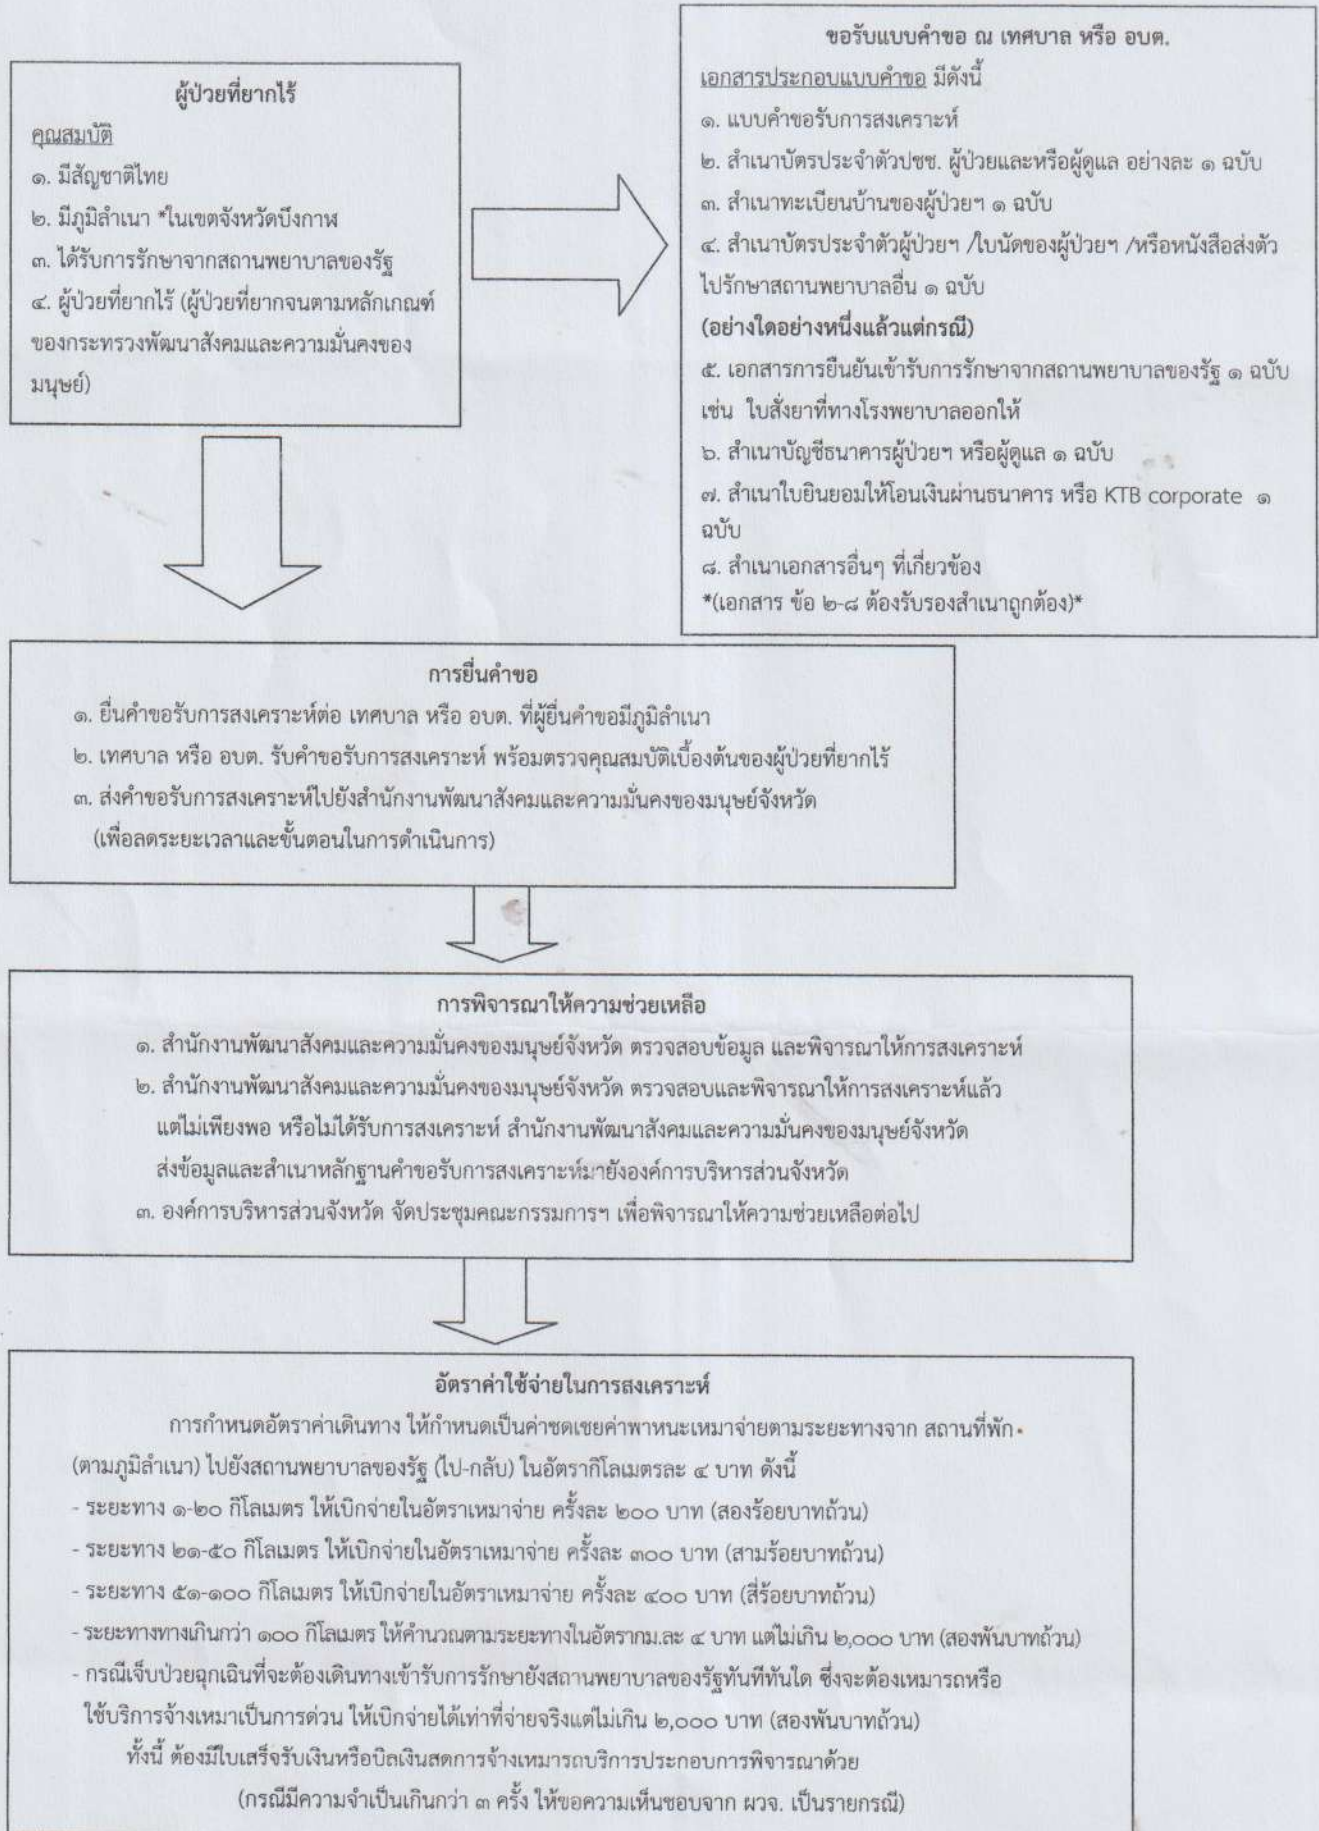 ผู้ป่วยที่ยากไร้
คุณสมบัติ
๑. มีสัญชาติไทย
๒. มีภูมิลำเนา *ในเขตจังหวัดบึงกาฬ
๓. ได้รับการรักษาจากสถานพยาบาลของรัฐ
๔. ผู้ป่วยที่ยากไร้ (ผู้ป่วยที่ยากจนตามหลักเกณฑ์
ของกระทรวงพัฒนาสังคมและความมั่นคงของ
มนุษย์)
ขอรับแบบคำขอ ณ เทศบาล หรือ อบต.
เอกสารประกอบแบบคำขอ มีดังนี้
๑. แบบคำขอรับการสงเคราะห์
๒. สำเนาบัตรประจำตัวปชช. ผู้ป่วยและหรือผู้ดูแล อย่างละ ๑ ฉบับ
๓. สำเนาทะเบียนบ้านของผู้ป่วยฯ ๑ ฉบับ
๔. สำเนาบัตรประจำตัวผู้ป่วยฯ /ใบนัดของผู้ป่วยฯ /หรือหนังสือส่งตัว
ไปรักษาสถานพยาบาลอื่น ๑ ฉบับ
(อย่างใดอย่างหนึ่งแล้วแต่กรณี)
๕. เอกสารการยืนยันเข้ารับการรักษาจากสถานพยาบาลของรัฐ ๑ ฉบับ
เช่น ใบสั่งยาที่ทางโรงพยาบาลออกให้
๖. สำเนาบัญชีธนาคารผู้ป่วยฯ หรือผู้ดูแล ๑ ฉบับ
๗. สำเนาใบยินยอมให้โอนเงินผ่านธนาคาร หรือ KTB corporate ๑
ฉบับ
๘. สำเนาเอกสารอื่นๆ ที่เกี่ยวข้อง
*(เอกสาร ข้อ ๒-๘ ต้องรับรองสำเนาถูกต้อง)*
การยื่นคำขอ
๑. ยื่นคำขอรับการสงเคราะห์ต่อ เทศบาล หรือ อบต. ที่ผู้ยื่นคำขอมีภูมิลำเนา
๒. เทศบาล หรือ อบต. รับคำขอรับการสงเคราะห์ พร้อมตรวจคุณสมบัติเบื้องต้นของผู้ป่วยที่ยากไร้
๓. ส่งคำขอรับการสงเคราะห์ไปยังสำนักงานพัฒนาสังคมและความมั่นคงของมนุษย์จังหวัด
(เพื่อลดระยะเวลาและขั้นตอนในการดำเนินการ)
การพิจารณาให้ความช่วยเหลือ
๑. สำนักงานพัฒนาสังคมและความมั่นคงของมนุษย์จังหวัด ตรวจสอบข้อมูล และพิจารณาให้การสงเคราะห์
๒. สำนักงานพัฒนาสังคมและความมั่นคงของมนุษย์จังหวัด ตรวจสอบและพิจารณาให้การสงเคราะห์แล้ว
แต่ไม่เพียงพอ หรือไม่ได้รับการสงเคราะห์ สำนักงานพัฒนาสังคมและความมั่นคงของมนุษย์จังหวัด
ส่งข้อมูลและสำเนาหลักฐานคำขอรับการสงเคราะห์มายังองค์การบริหารส่วนจังหวัด
๓. องค์การบริหารส่วนจังหวัด จัดประชุมคณะกรรมการฯ เพื่อพิจารณาให้ความช่วยเหลือต่อไป
อัตราค่าใช้จ่ายในการสงเคราะห์
การกำหนดอัตราค่าเดินทาง ให้กำหนดเป็นค่าชดเชยค่าพาหนะเหมาจ่ายตามระยะทางจาก สถานที่พัก
(ตามภูมิลำเนา) ไปยังสถานพยาบาลของรัฐ (ไป-กลับ) ในอัตรากิโลเมตรละ ๔ บาท ดังนี้
- ระยะทาง ๑-๒๐ กิโลเมตร ให้เบิกจ่ายในอัตราเหมาจ่าย ครั้งละ ๒๐๐ บาท (สองร้อยบาทถ้วน)
- ระยะทาง ๒๑-๕๐ กิโลเมตร ให้เบิกจ่ายในอัตราเหมาจ่าย ครั้งละ ๓๐๐ บาท (สามร้อยบาทถ้วน)
- ระยะทาง ๕๑-๑๐๐ กิโลเมตร ให้เบิกจ่ายในอัตราเหมาจ่าย ครั้งละ ๔๐๐ บาท (สี่ร้อยบาทถ้วน)
- ระยะทางทางเกินกว่า ๑๐๐ กิโลเมตร ให้คำนวณตามระยะทางในอัตรากม.ละ ๔ บาท แต่ไม่เกิน ๒,๐๐๐ บาท (สองพันบาทถ้วน)
- กรณีเจ็บป่วยฉุกเฉินที่จะต้องเดินทางเข้ารับการรักษายังสถานพยาบาลของรัฐทันทีทันใด ซึ่งจะต้องเหมารถหรือ
ใช้บริการจ้างเหมาเป็นการด่วน ให้เบิกจ่ายได้เท่าที่จ่ายจริงแต่ไม่เกิน ๒,๐๐๐ บาท (สองพันบาทถ้วน)
ทั้งนี้ ต้องมีใบเสร็จรับเงินหรือบิลเงินสดการจ้างเหมารถบริการประกอบการพิจารณาด้วย
(กรณีมีความจำเป็นเกินกว่า ๓ ครั้ง ให้ขอความเห็นชอบจาก ผวจ. เป็นรายกรณี)